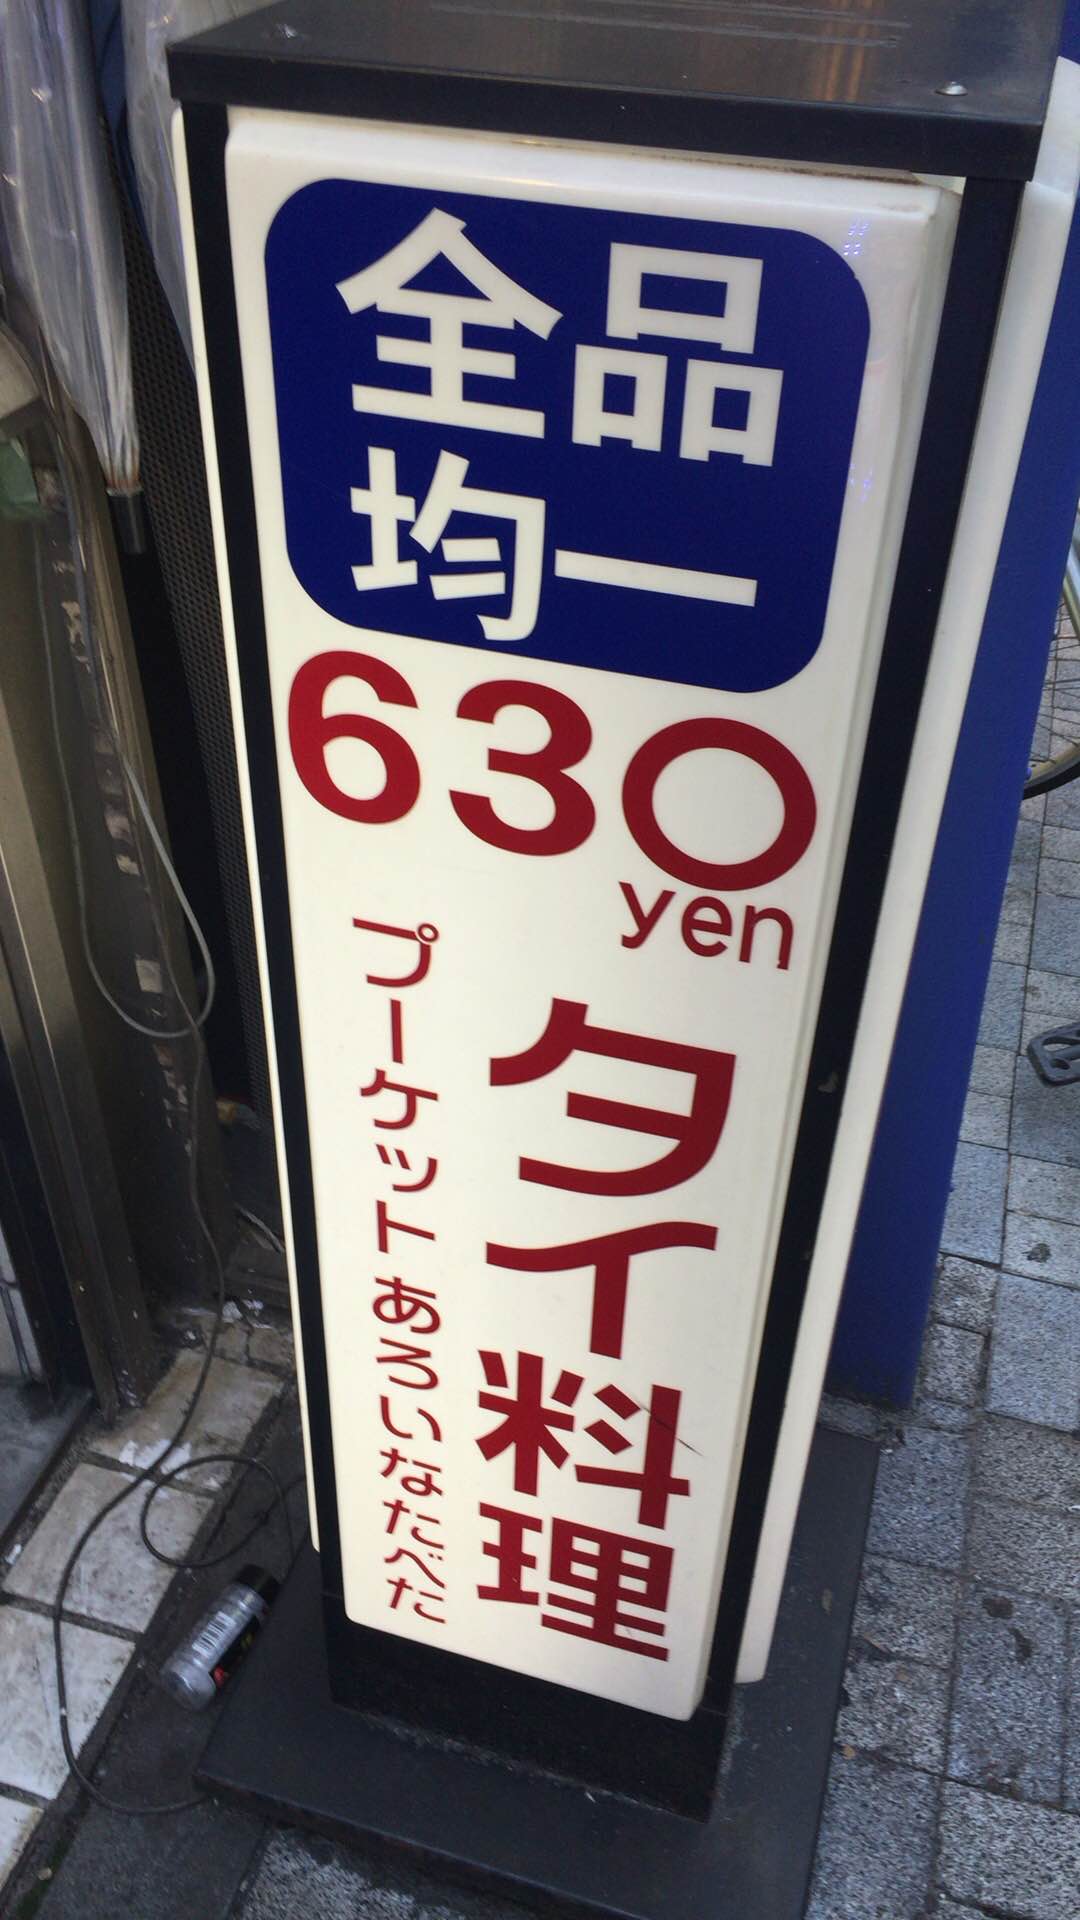 全品
均一
630
yen
タイ料理
プーケットあろいなたべた